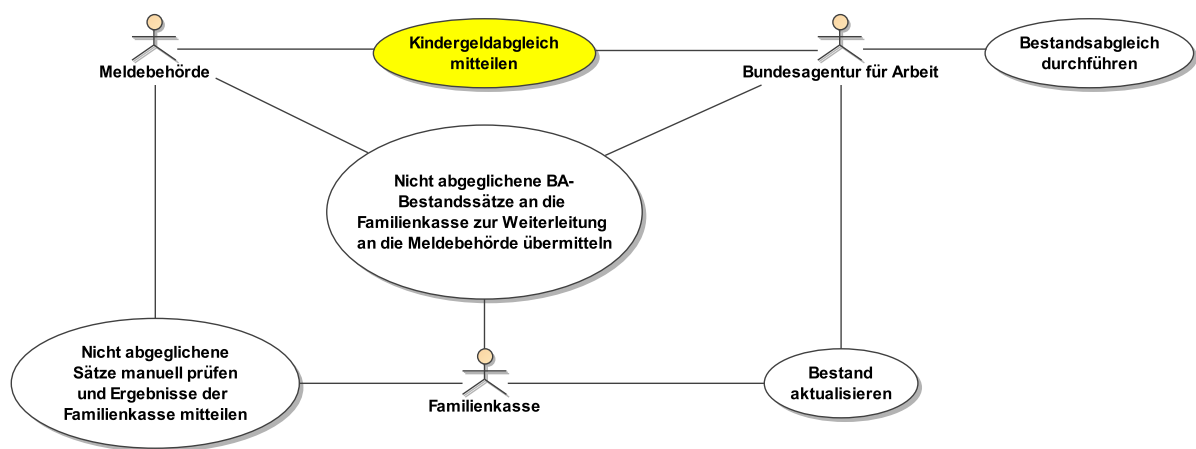 Kindergeldabgleich
mitteilen
Bestandsabgleich
durchführen
Meldebehörde
Bundesagentur für Arbeit
Nicht abgeglichene BA-
Bestandssätze an die
Familienkasse zur Weiterleitung
an die Meldebehörde übermitteln
Nicht abgeglichene
Sätze manuell prüfen
und Ergebnisse der
Familienkasse mitteilen
Familienkasse
Bestand
aktualisieren